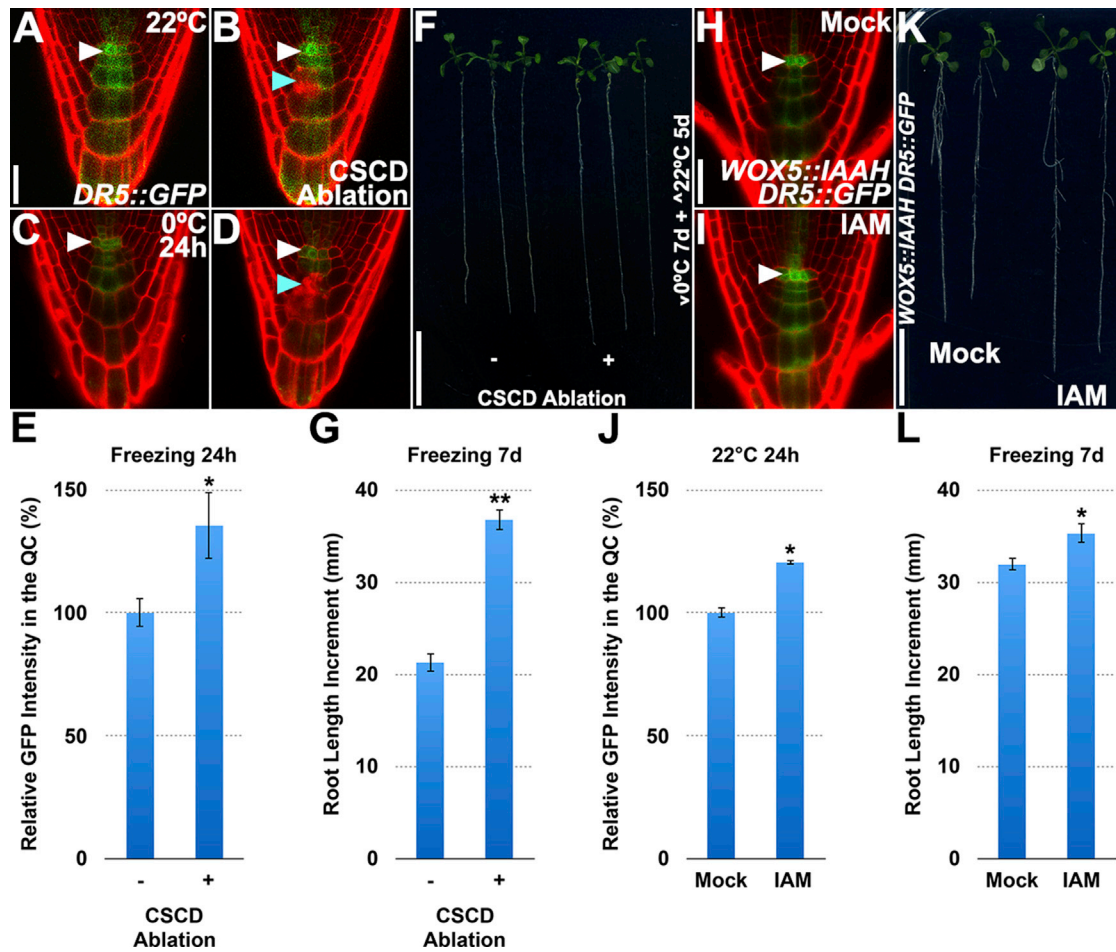 A
22ºC
DR5::GFP
B
CSCD
Ablation
C
0ºC
24h
D
F
-
+
CSCD Ablation
v0ºC 7d + ^22ºC 5d
H
Mock
WOX5::IAAH
DR5::GFP
I
IAM
K
WOX5::IAAH DR5::GFP
Mock
IAM
E
Freezing 24h
Relative GFP Intensity in the QC (%)
150
100
50
0
*
-
+
CSCD
Ablation
G
Freezing 7d
Root Length Increment (mm)
40
30
20
10
0
**
-
+
CSCD
Ablation
J
22°C 24h
Relative GFP Intensity in the QC (%)
150
100
50
0
*
Mock
IAM
L
Freezing 7d
Root Length Increment (mm)
40
30
20
10
0
*
Mock
IAM